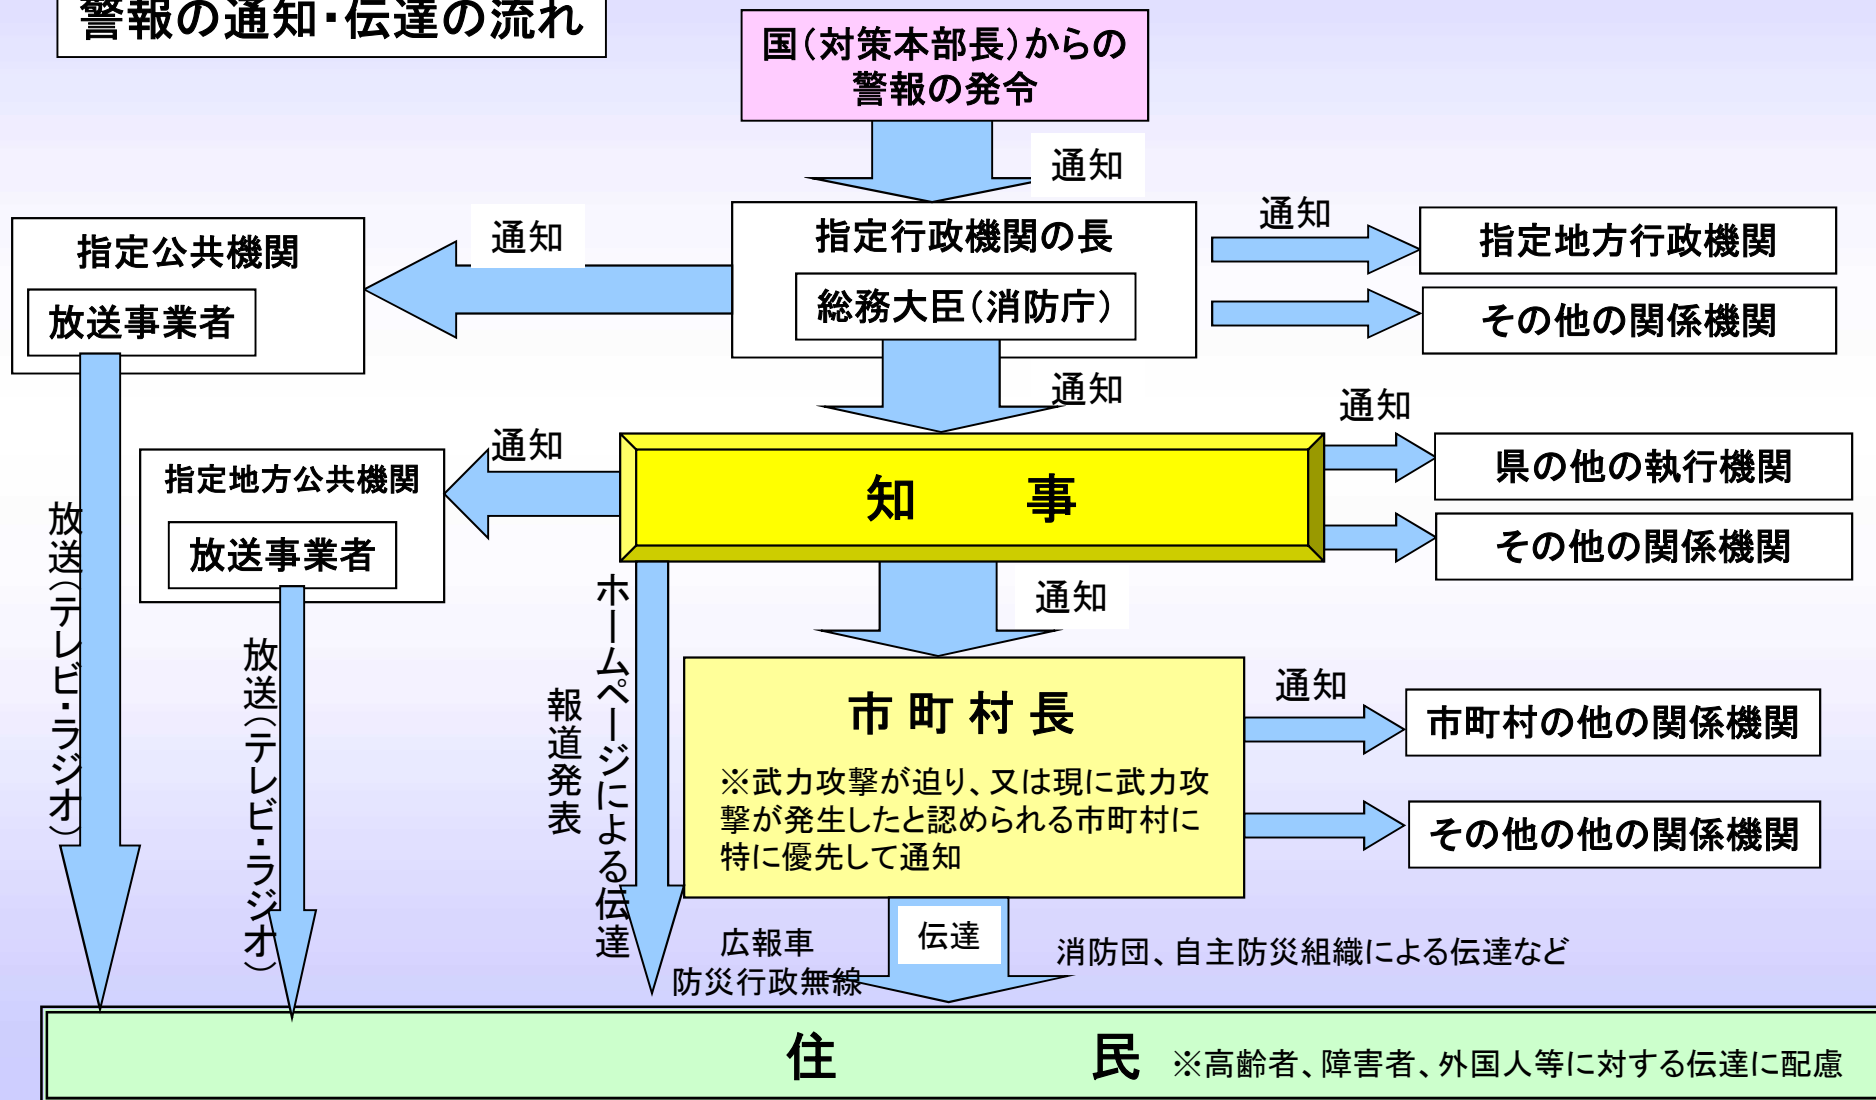 警報の通知・伝達の流れ
国（対策本部長）からの
警報の発令
通知
指定公共機関
放送事業者
通知
指定行政機関の長
総務大臣（消防庁）
通知
指定地方行政機関
その他の関係機関
通知
指定地方公共機関
放送事業者
通知
知　事
通知
県の他の執行機関
その他の関係機関
放送（テレビ・ラジオ）
放送（テレビ・ラジオ）
ホームページによる伝達
報道発表
通知
市町村長
※武力攻撃が迫り、又は現に武力攻
撃が発生したと認められる市町村に
特に優先して通知
通知
市町村の他の関係機関
その他の他の関係機関
広報車
防災行政無線
伝達
消防団、自主防災組織による伝達など
住　民
※高齢者、障害者、外国人等に対する伝達に配慮